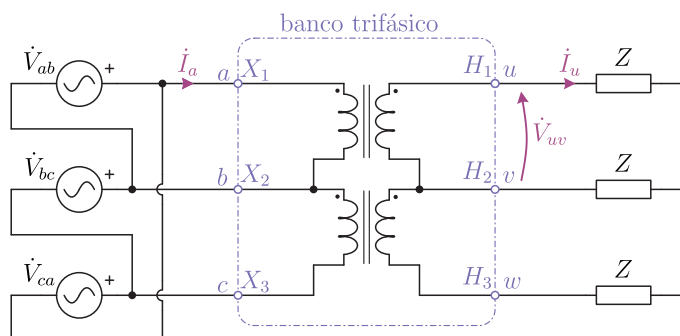 banco trifásico
V̇ab +
İa
a X1
H1 u
İu
Z
V̇uv
V̇bc +
b X2
H2 v
Z
V̇ca +
c X3
H3 w
Z